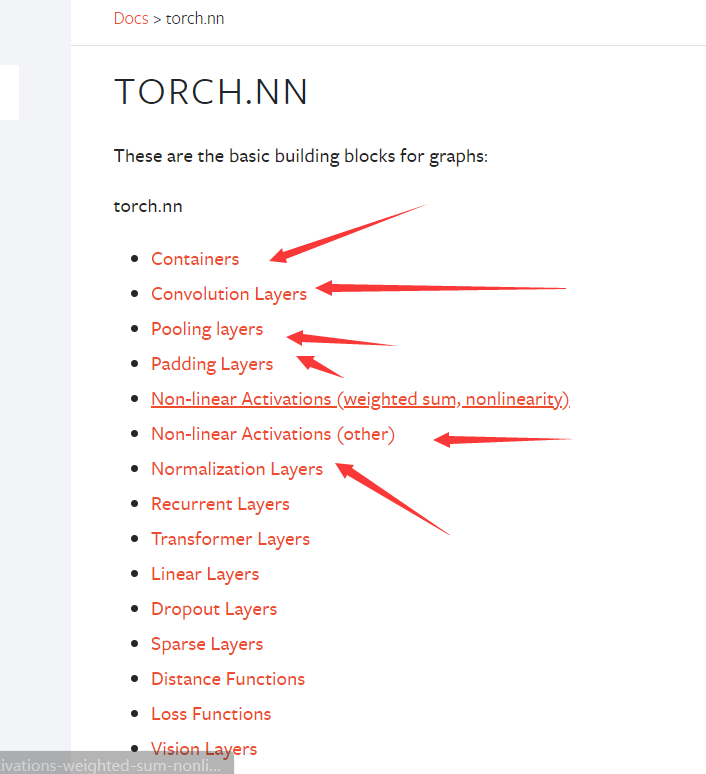 Docs > torch.nn
TORCH.NN
These are the basic building blocks for graphs:
torch.nn
Containers
Convolution Layers
Pooling layers
Padding Layers
Non-linear Activations (weighted sum, nonlinearity)
Non-linear Activations (other)
Normalization Layers
Recurrent Layers
Transformer Layers
Linear Layers
Dropout Layers
Sparse Layers
Distance Functions
Loss Functions
Vision Layers
ivations-weighted-sum-nonli...